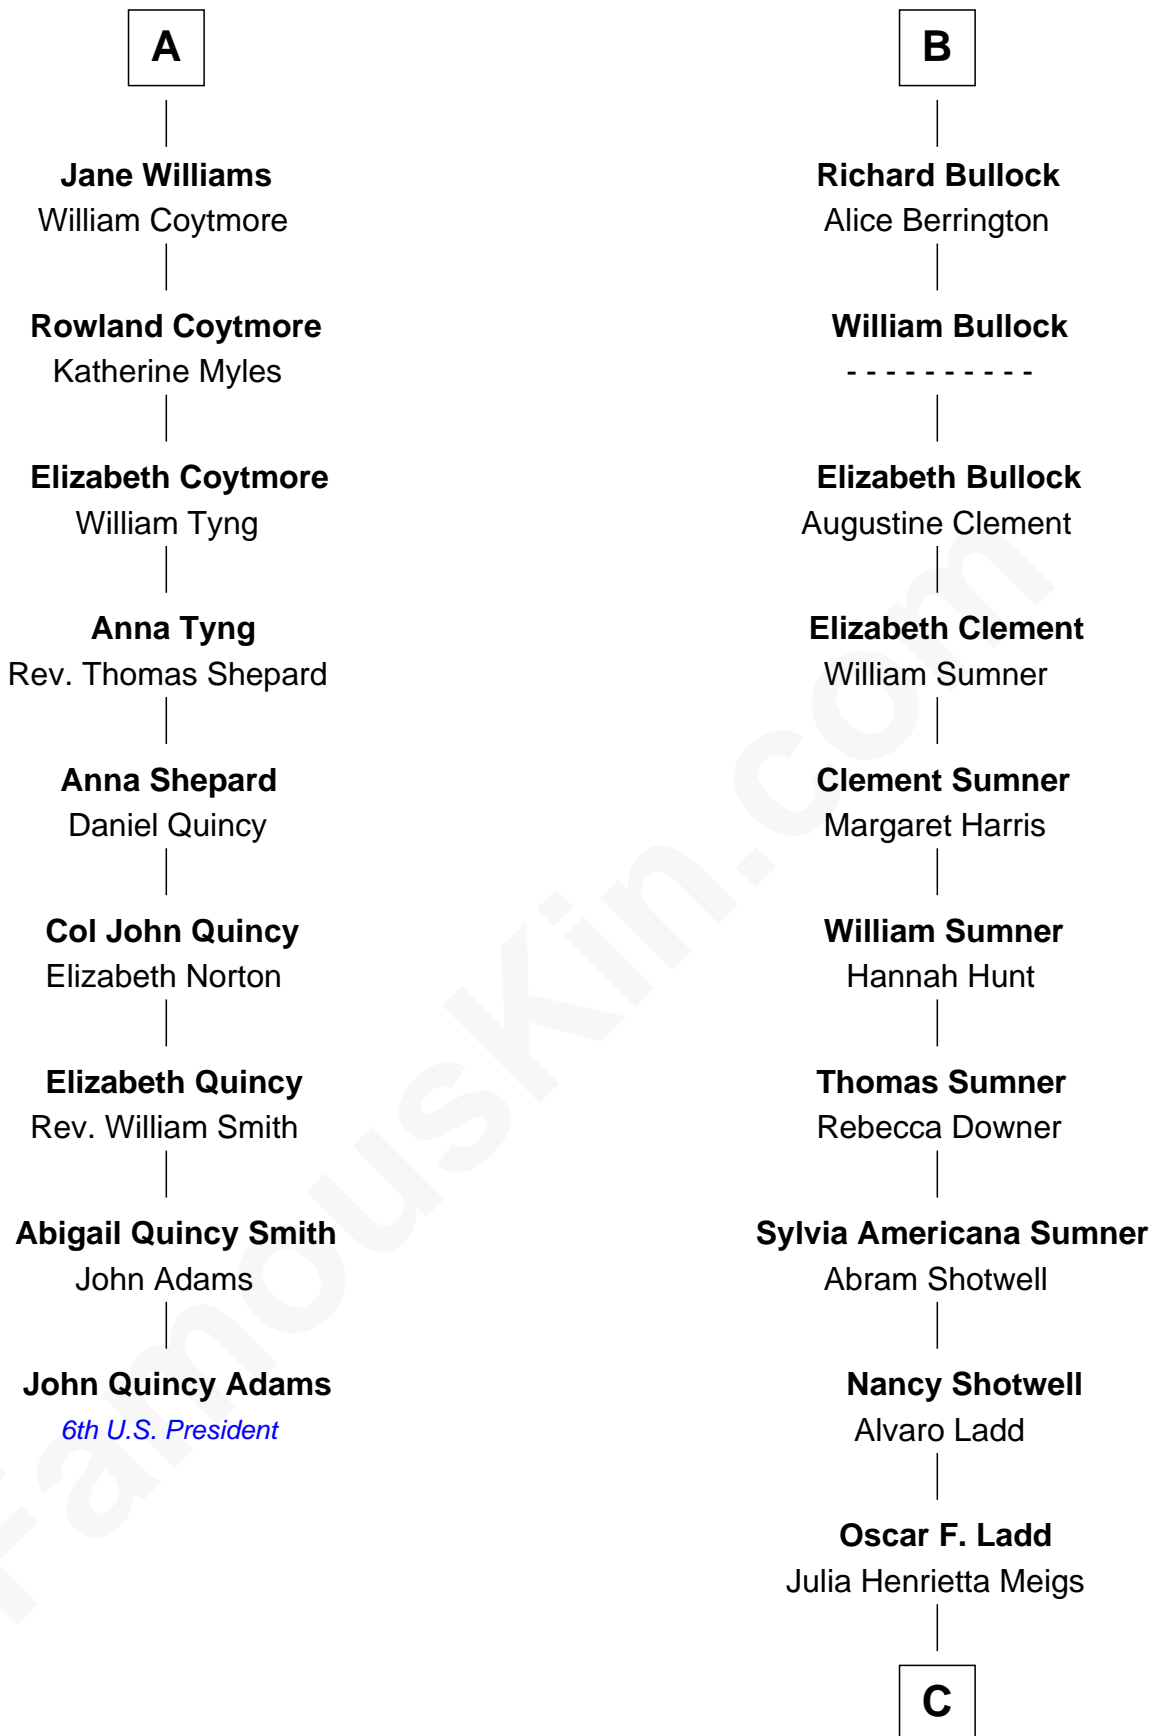 A
Jane Williams
William Coytmore
Rowland Coytmore
Katherine Myles
Elizabeth Coytmore
William Tyng
Anna Tyng
Rev. Thomas Shepard
Anna Shepard
Daniel Quincy
Col John Quincy
Elizabeth Norton
Elizabeth Quincy
Rev. William Smith
Abigail Quincy Smith
John Adams
John Quincy Adams
6th U.S. President
B
Richard Bullock
Alice Berrington
William Bullock
- - - - - - - - - -
Elizabeth Bullock
Augustine Clement
Elizabeth Clement
William Sumner
Clement Sumner
Margaret Harris
William Sumner
Hannah Hunt
Thomas Sumner
Rebecca Downer
Sylvia Americana Sumner
Abram Shotwell
Nancy Shotwell
Alvaro Ladd
Oscar F. Ladd
Julia Henrietta Meigs
C
FamousKin.com